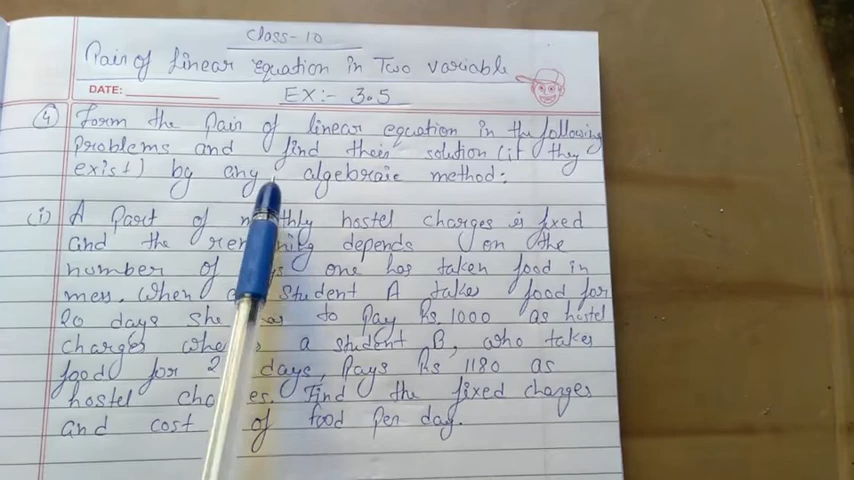 Class-10
Pair of linear equation in Two variable
DATE:
EX:- 3.5
4 Form the pair of linear equation in the following
problems and find their solution (if they
exist) by any algebraic method:
(i) A part of hostel charges is fixed
and the depends on the
number of one has taken food in
mess. When a student A takes food for
20 days she to pay Rs. 1000 as hostel
charges a student B, who takes
food for days, pays Rs 1180 as
hostel Find the fixed charges
and cost of food per day.